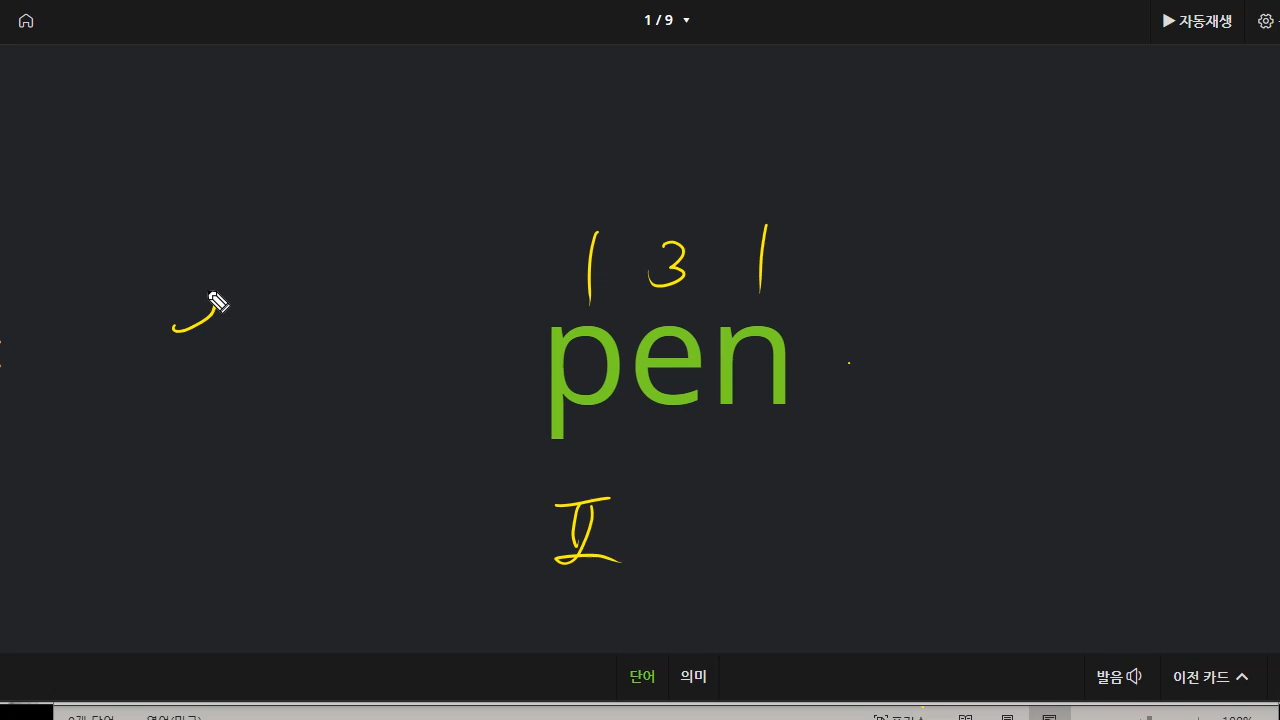 1 / 9
자동재생
1 3 1
pen
ㅍ
단어 의미
발음 이전 카드